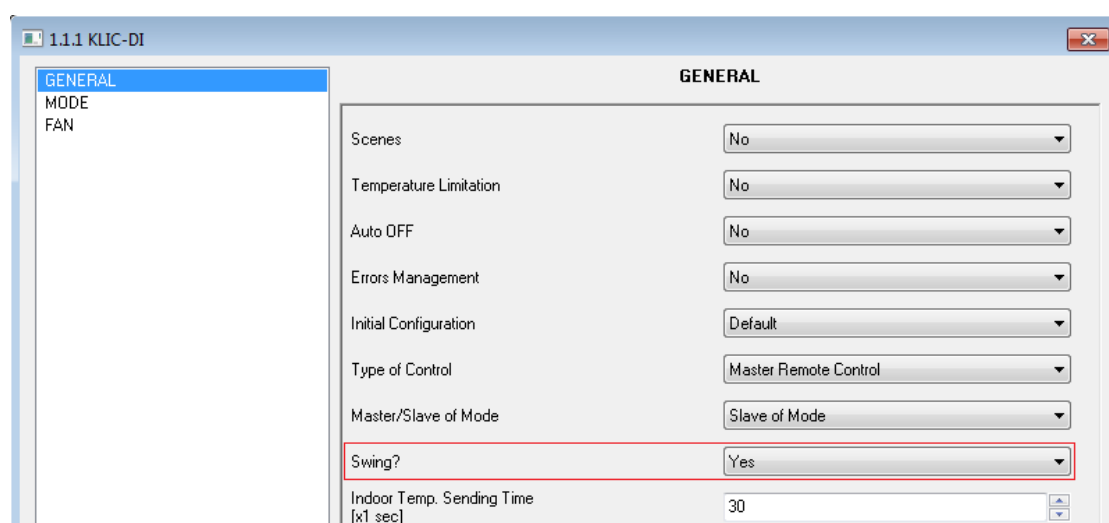 1.1.1 KLIC-DI
GENERAL
MODE
FAN
GENERAL
Scenes No
Temperature Limitation No
Auto OFF No
Errors Management No
Initial Configuration Default
Type of Control Master Remote Control
Master/Slave of Mode Slave of Mode
Swing? Yes
Indoor Temp. Sending Time 30
[x1 sec]